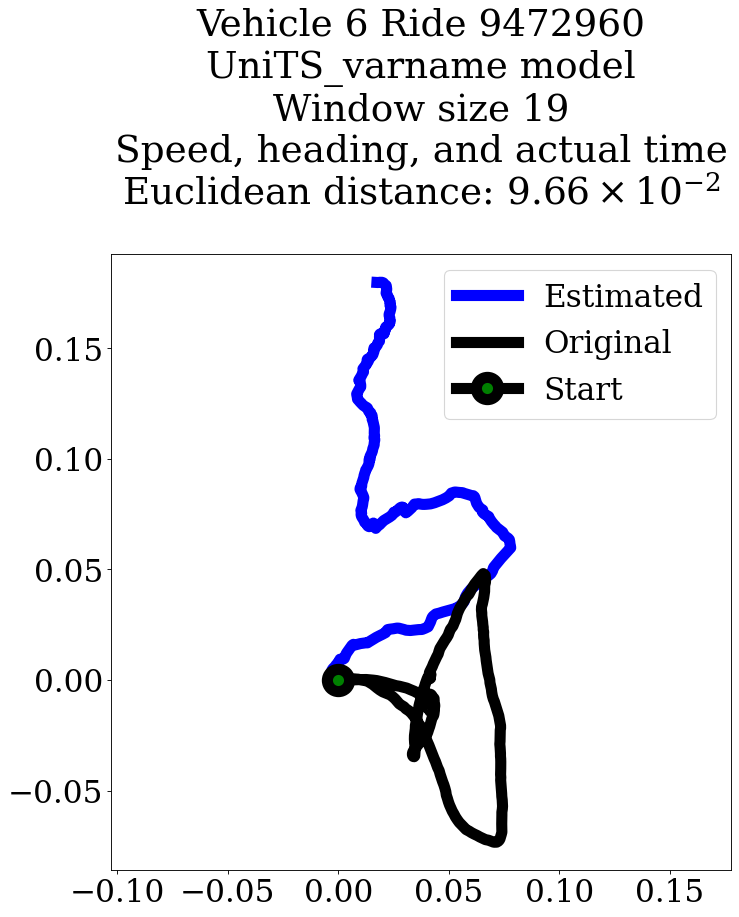 Vehicle 6 Ride 9472960
UniTS_varname model
Window size 19
Speed, heading, and actual time
Euclidean distance: 9.66 × 10⁻²
Estimated
Original
Start
0.15
0.10
0.05
0.00
−0.05
−0.10 −0.05 0.00 0.05 0.10 0.15